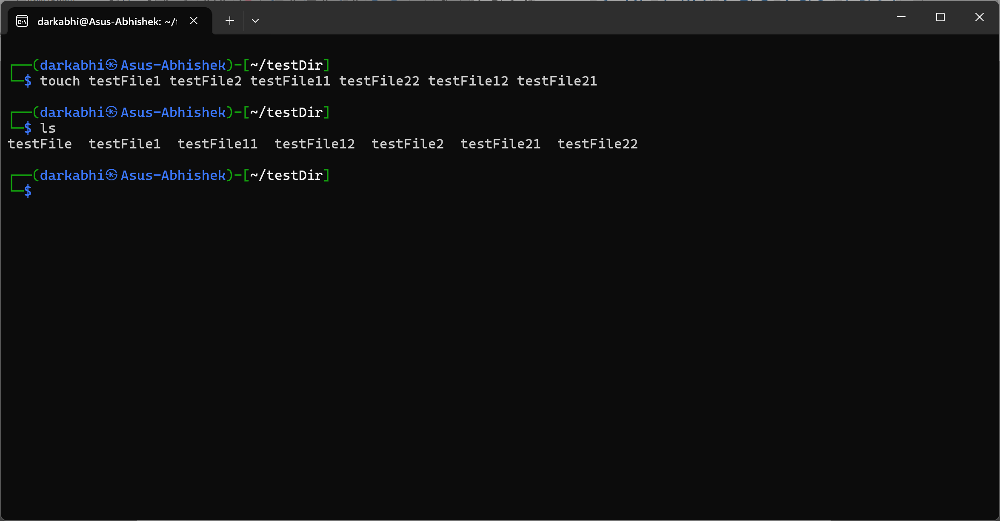 darkabhi@Asus-Abhishek: ~/t
┌──(darkabhi㉿Asus-Abhishek)-[~/testDir]
└─$ touch testFile1 testFile2 testFile11 testFile22 testFile12 testFile21
┌──(darkabhi㉿Asus-Abhishek)-[~/testDir]
└─$ ls
testFile  testFile1  testFile11  testFile12  testFile2  testFile21  testFile22
┌──(darkabhi㉿Asus-Abhishek)-[~/testDir]
└─$